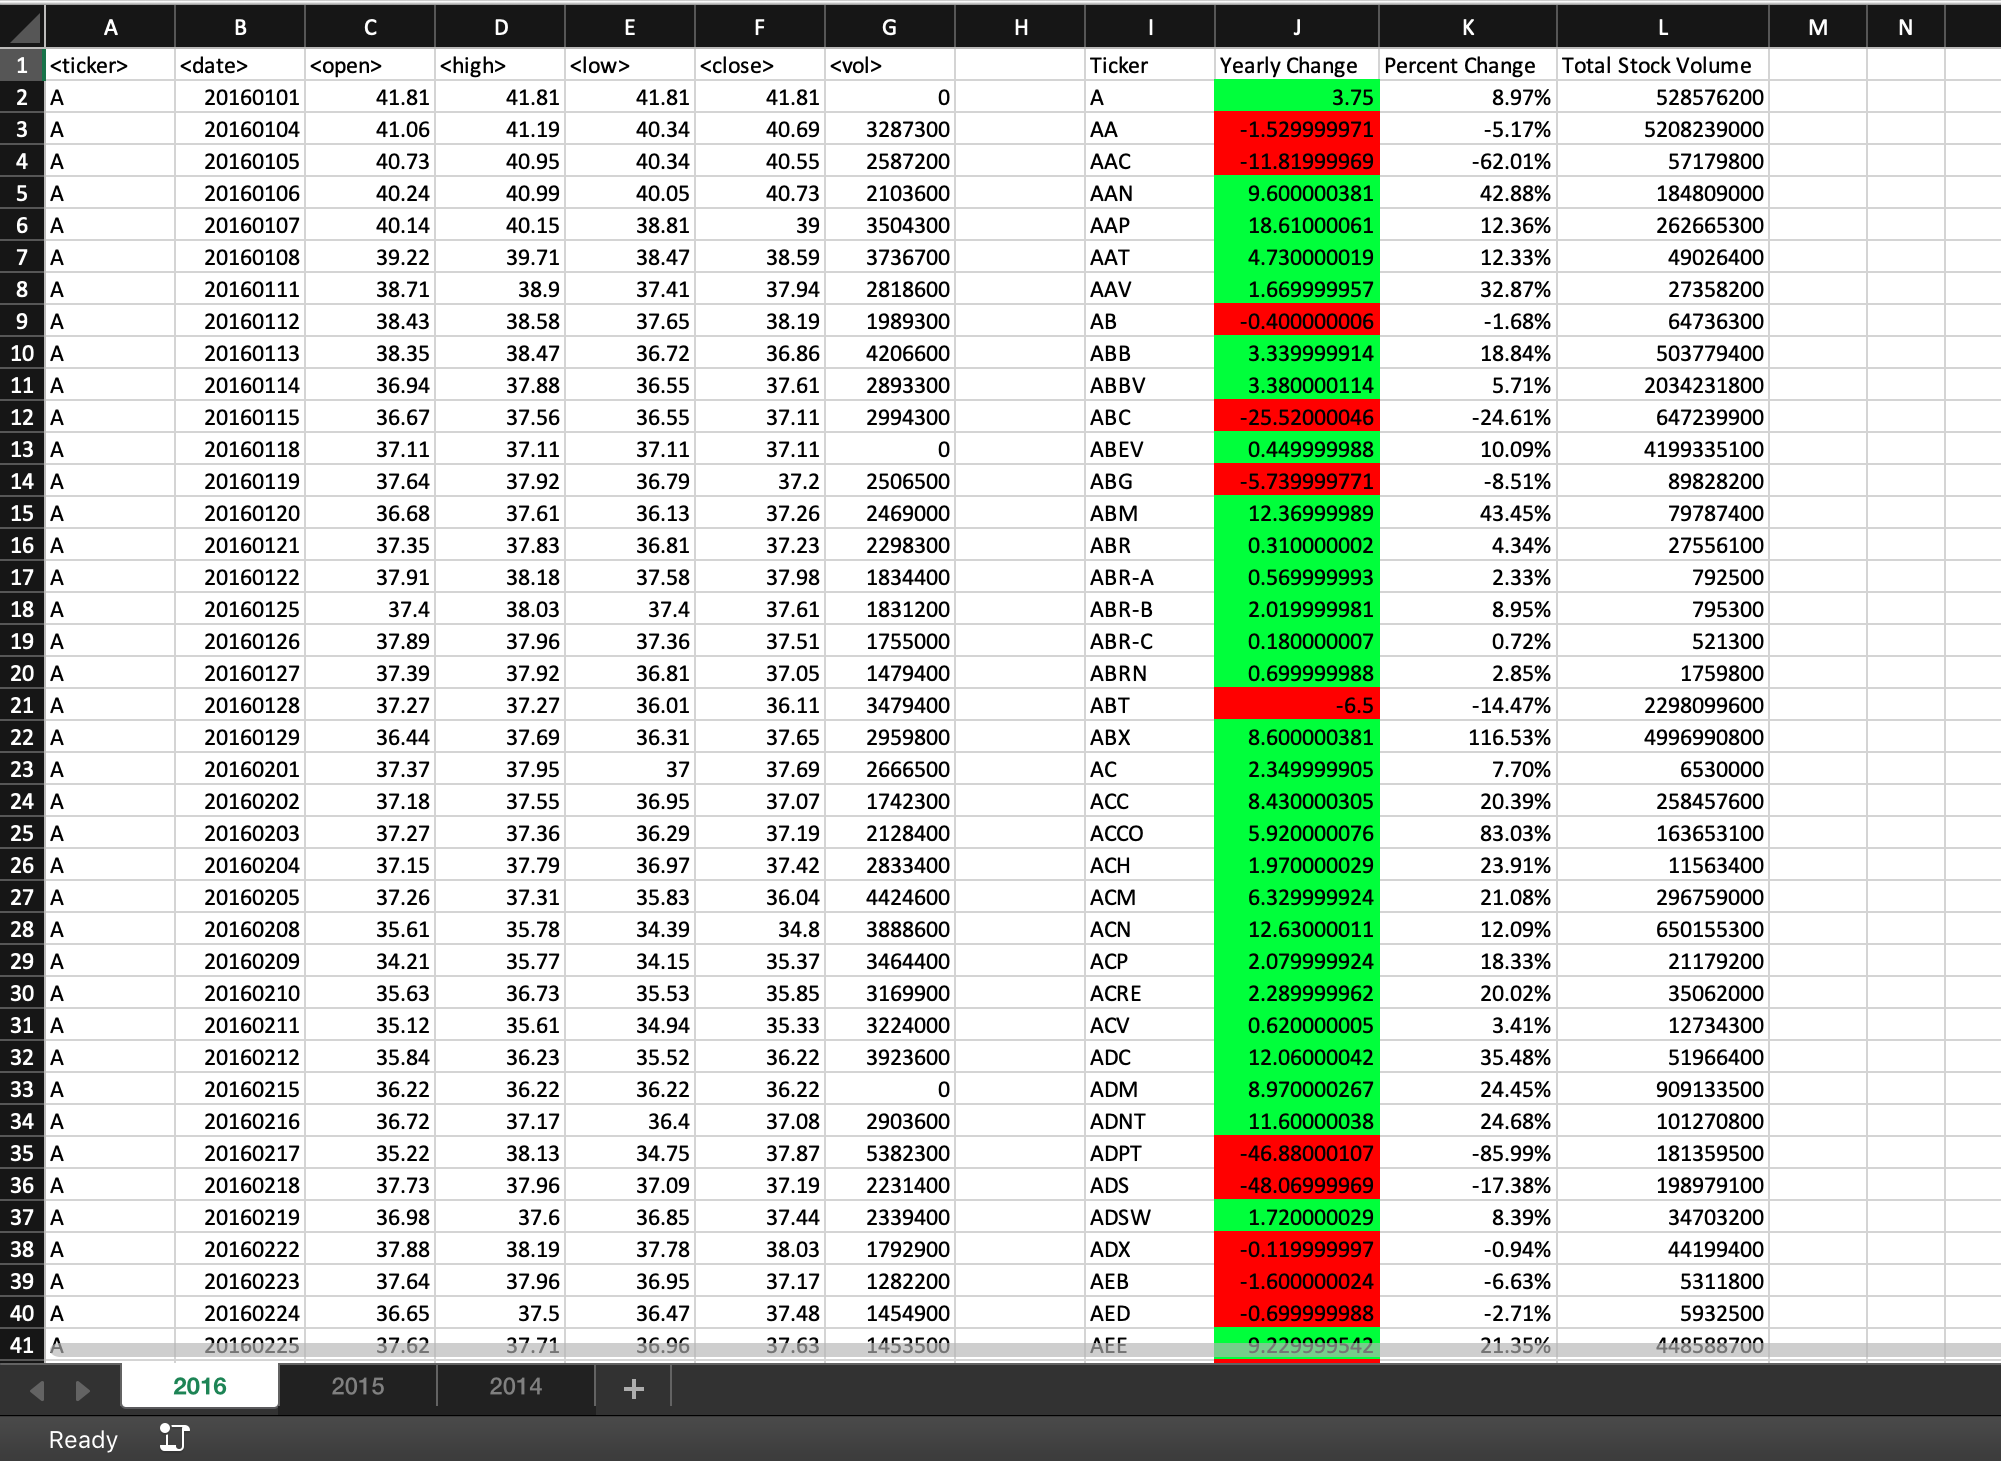 A B C D E F G H I J K L M N
1 <ticker> <date> <open> <high> <low> <close> <vol> Ticker Yearly Change Percent Change Total Stock Volume
2 A 20160101 41.81 41.81 41.81 41.81 0 A 3.75 8.97% 528576200
3 A 20160104 41.06 41.19 40.34 40.69 3287300 AA -1.529999971 -5.17% 5208239000
4 A 20160105 40.73 40.95 40.34 40.55 2587200 AAC -11.81999969 -62.01% 57179800
5 A 20160106 40.24 40.99 40.05 40.73 2103600 AAN 9.600000381 42.88% 184809000
6 A 20160107 40.14 40.15 38.81 39 3504300 AAP 18.61000061 12.36% 262665300
7 A 20160108 39.22 39.71 38.47 38.59 3736700 AAT 4.730000019 12.33% 49026400
8 A 20160111 38.71 38.9 37.41 37.94 2818600 AAV 1.669999957 32.87% 27358200
9 A 20160112 38.43 38.58 37.65 38.19 1989300 AB -0.400000006 -1.68% 64736300
10 A 20160113 38.35 38.47 36.72 36.86 4206600 ABB 3.339999914 18.84% 503779400
11 A 20160114 36.94 37.88 36.55 37.61 2893300 ABBV 3.380000114 5.71% 2034231800
12 A 20160115 36.67 37.56 36.55 37.11 2994300 ABC -25.52000046 -24.61% 647239900
13 A 20160118 37.11 37.11 37.11 37.11 0 ABEV 0.449999988 10.09% 4199335100
14 A 20160119 37.64 37.92 36.79 37.2 2506500 ABG -5.739999771 -8.51% 89828200
15 A 20160120 36.68 37.61 36.13 37.26 2469000 ABM 12.36999989 43.45% 79787400
16 A 20160121 37.35 37.83 36.81 37.23 2298300 ABR 0.310000002 4.34% 27556100
17 A 20160122 37.91 38.18 37.58 37.98 1834400 ABR-A 0.569999993 2.33% 792500
18 A 20160125 37.4 38.03 37.4 37.61 1831200 ABR-B 2.019999981 8.95% 795300
19 A 20160126 37.89 37.96 37.36 37.51 1755000 ABR-C 0.180000007 0.72% 521300
20 A 20160127 37.39 37.92 36.81 37.05 1479400 ABRN 0.699999988 2.85% 1759800
21 A 20160128 37.27 37.27 36.01 36.11 3479400 ABT -6.5 -14.47% 2298099600
22 A 20160129 36.44 37.69 36.31 37.65 2959800 ABX 8.600000381 116.53% 4996990800
23 A 20160201 37.37 37.95 37 37.69 2666500 AC 2.349999905 7.70% 6530000
24 A 20160202 37.18 37.55 36.95 37.07 1742300 ACC 8.430000305 20.39% 258457600
25 A 20160203 37.27 37.36 36.29 37.19 2128400 ACCO 5.920000076 83.03% 163653100
26 A 20160204 37.15 37.79 36.97 37.42 2833400 ACH 1.970000029 23.91% 11563400
27 A 20160205 37.26 37.31 35.83 36.04 4424600 ACM 6.329999924 21.08% 296759000
28 A 20160208 35.61 35.78 34.39 34.8 3888600 ACN 12.63000011 12.09% 650155300
29 A 20160209 34.21 35.77 34.15 35.37 3464400 ACP 2.079999924 18.33% 21179200
30 A 20160210 35.63 36.73 35.53 35.85 3169900 ACRE 2.289999962 20.02% 35062000
31 A 20160211 35.12 35.61 34.94 35.33 3224000 ACV 0.620000005 3.41% 12734300
32 A 20160212 35.84 36.23 35.52 36.22 3923600 ADC 12.06000042 35.48% 51966400
33 A 20160215 36.22 36.22 36.22 36.22 0 ADM 8.970000267 24.45% 909133500
34 A 20160216 36.72 37.17 36.4 37.08 2903600 ADNT 11.60000038 24.68% 101270800
35 A 20160217 35.22 38.13 34.75 37.87 5382300 ADPT -46.88000107 -85.99% 181359500
36 A 20160218 37.73 37.96 37.09 37.19 2231400 ADS -48.06999969 -17.38% 198979100
37 A 20160219 36.98 37.6 36.85 37.44 2339400 ADSW 1.720000029 8.39% 34703200
38 A 20160222 37.88 38.19 37.78 38.03 1792900 ADX -0.119999997 -0.94% 44199400
39 A 20160223 37.64 37.96 36.95 37.17 1282200 AEB -1.600000024 -6.63% 5311800
40 A 20160224 36.65 37.5 36.47 37.48 1454900 AED -0.699999988 -2.71% 5932500
41 A 20160225 37.62 37.71 36.96 37.63 1453500 AEE 9.229999542 21.35% 448588700
2016 2015 2014 +
Ready